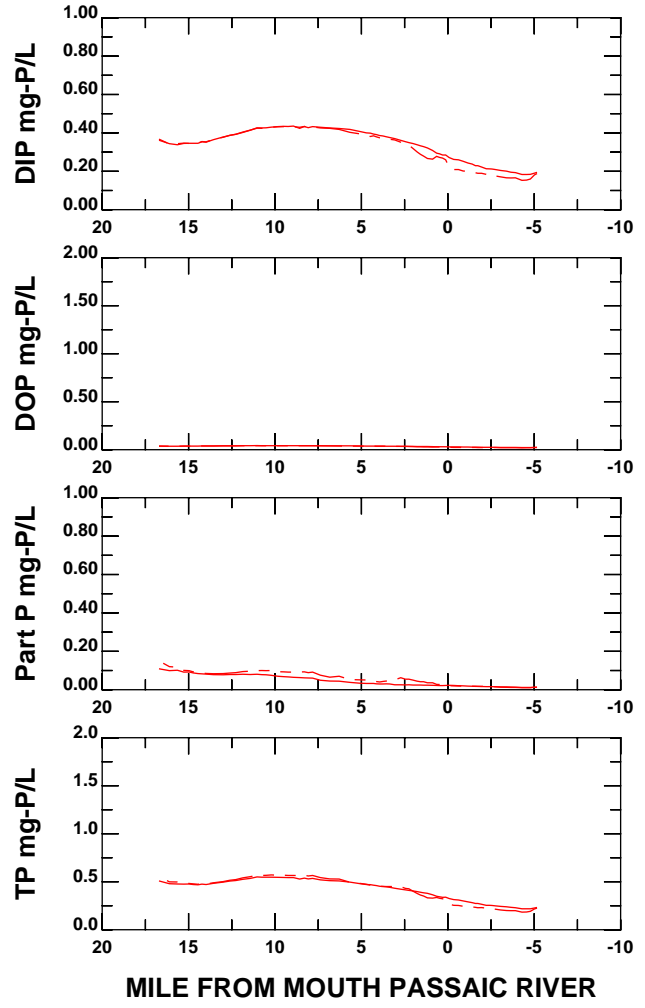 DIP mg-P/L
1.00
0.80
0.60
0.40
0.20
0.00
20 15 10 5 0 -5 -10
DOP mg-P/L
2.00
1.50
1.00
0.50
0.00
20 15 10 5 0 -5 -10
Part P mg-P/L
1.00
0.80
0.60
0.40
0.20
0.00
20 15 10 5 0 -5 -10
TP mg-P/L
2.0
1.5
1.0
0.5
0.0
20 15 10 5 0 -5 -10
MILE FROM MOUTH PASSAIC RIVER